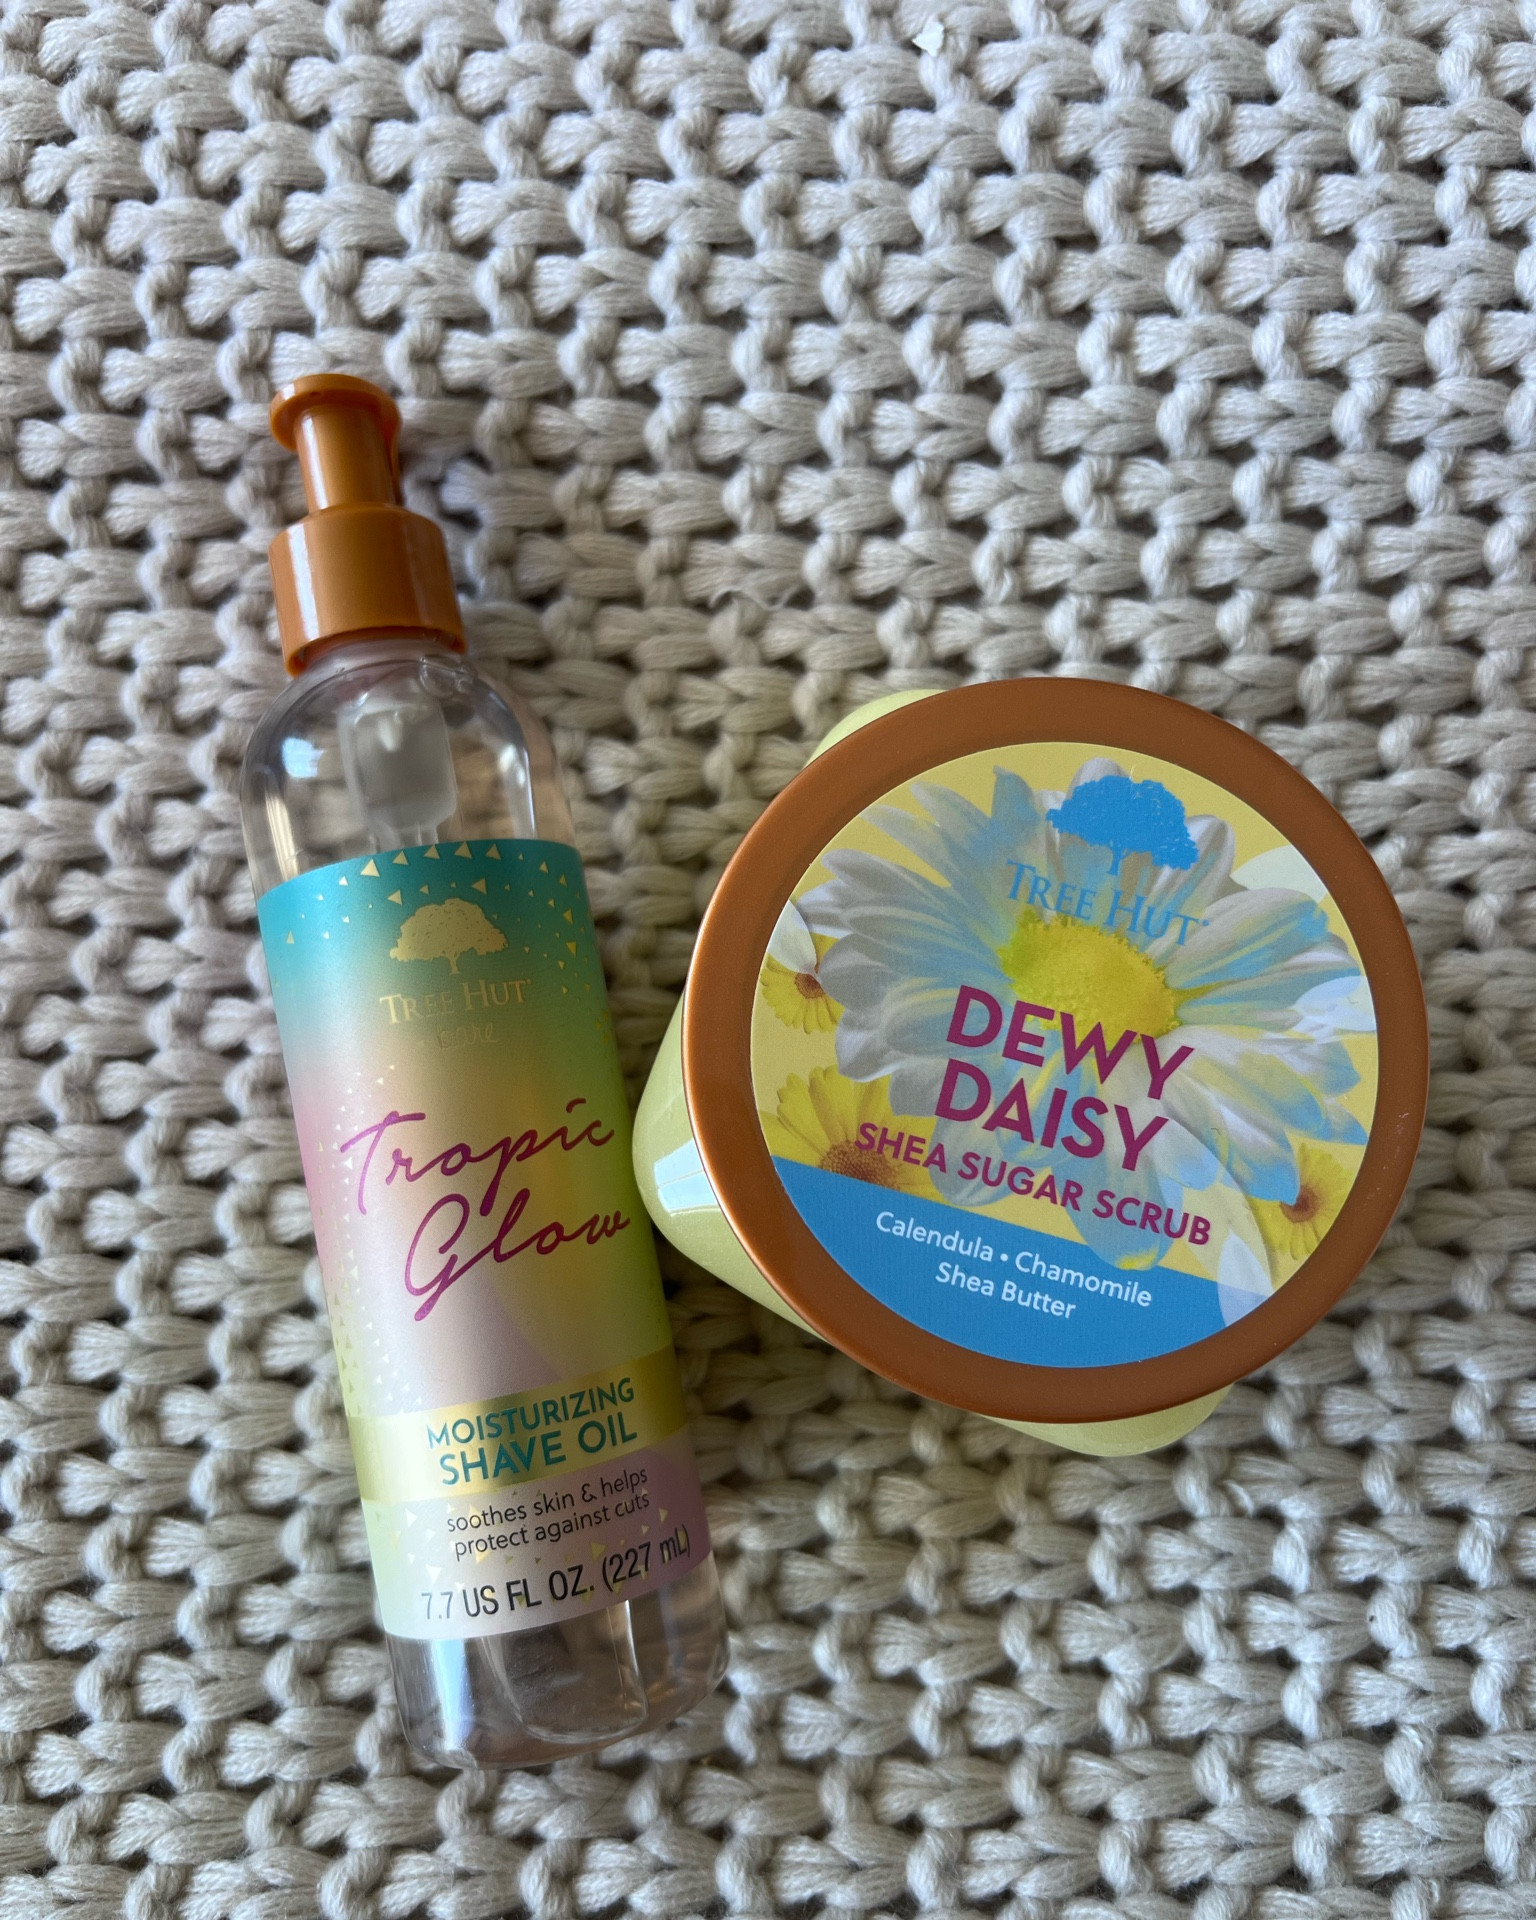 TREE HUT
bare
Tropic
Glow
MOISTURIZING
SHAVE OIL
soothes skin & helps
protect against cuts
7.7 US FL OZ. (227 mL)
TREE HUT®
DEWY
DAISY
SHEA SUGAR SCRUB
Calendula • Chamomile
Shea Butter